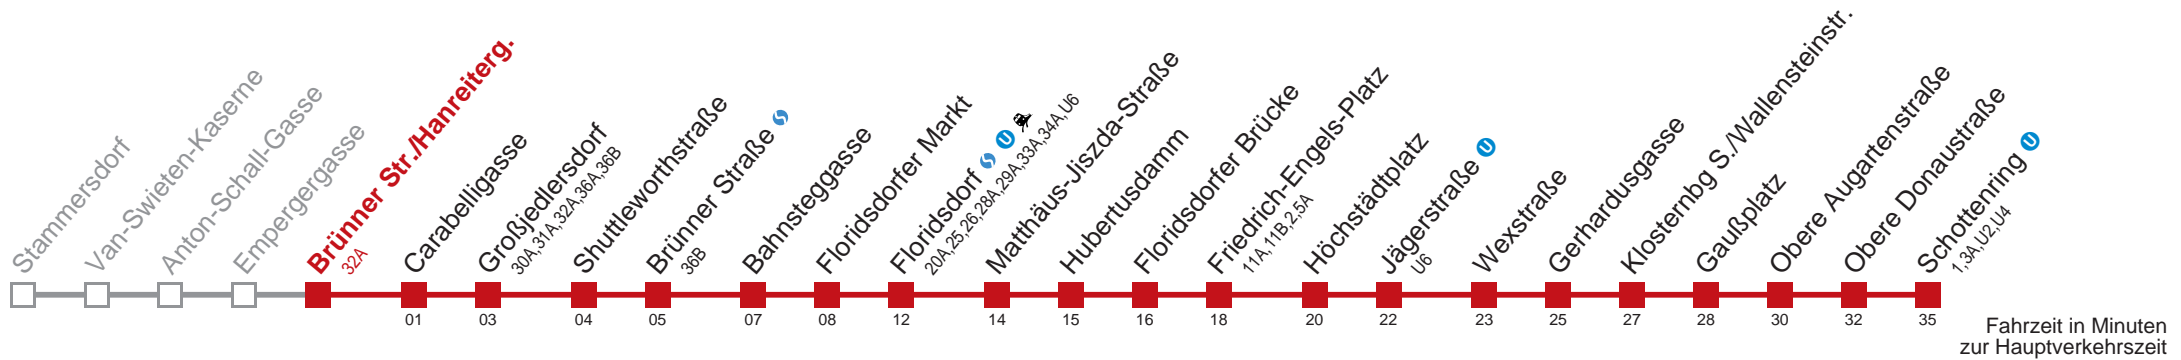 Stammersdorf
Van-Swieten-Kaserne
Anton-Schall-Gasse
Empergergasse
Brünner Str./Hanreiterg.
32A
Carabelligasse
Großjedlersdorf
30A,31A,32A,36A,36B
Shuttleworthstraße
Brünner Straße
36B
Bahnsteggasse
Floridsdorfer Markt
Floridsdorf U
20A,25,26,28A,29A,33A,34A,U6
Matthäus-Jiszda-Straße
Hubertusdamm
Floridsdorfer Brücke
Friedrich-Engels-Platz
11A,11B,2,5A
Höchstädtplatz
Jägerstraße U
U6
Wexstraße
Gerhardusgasse
Klosternbg S./Wallensteinstr.
Gaußplatz
Obere Augartenstraße
Obere Donaustraße
Schottenring U
1,3A,U2,U4
01 03 04 05 07 08 12 14 15 16 18 20 22 23 25 27 28 30 32 35
Fahrzeit in Minuten
zur Hauptverkehrszeit